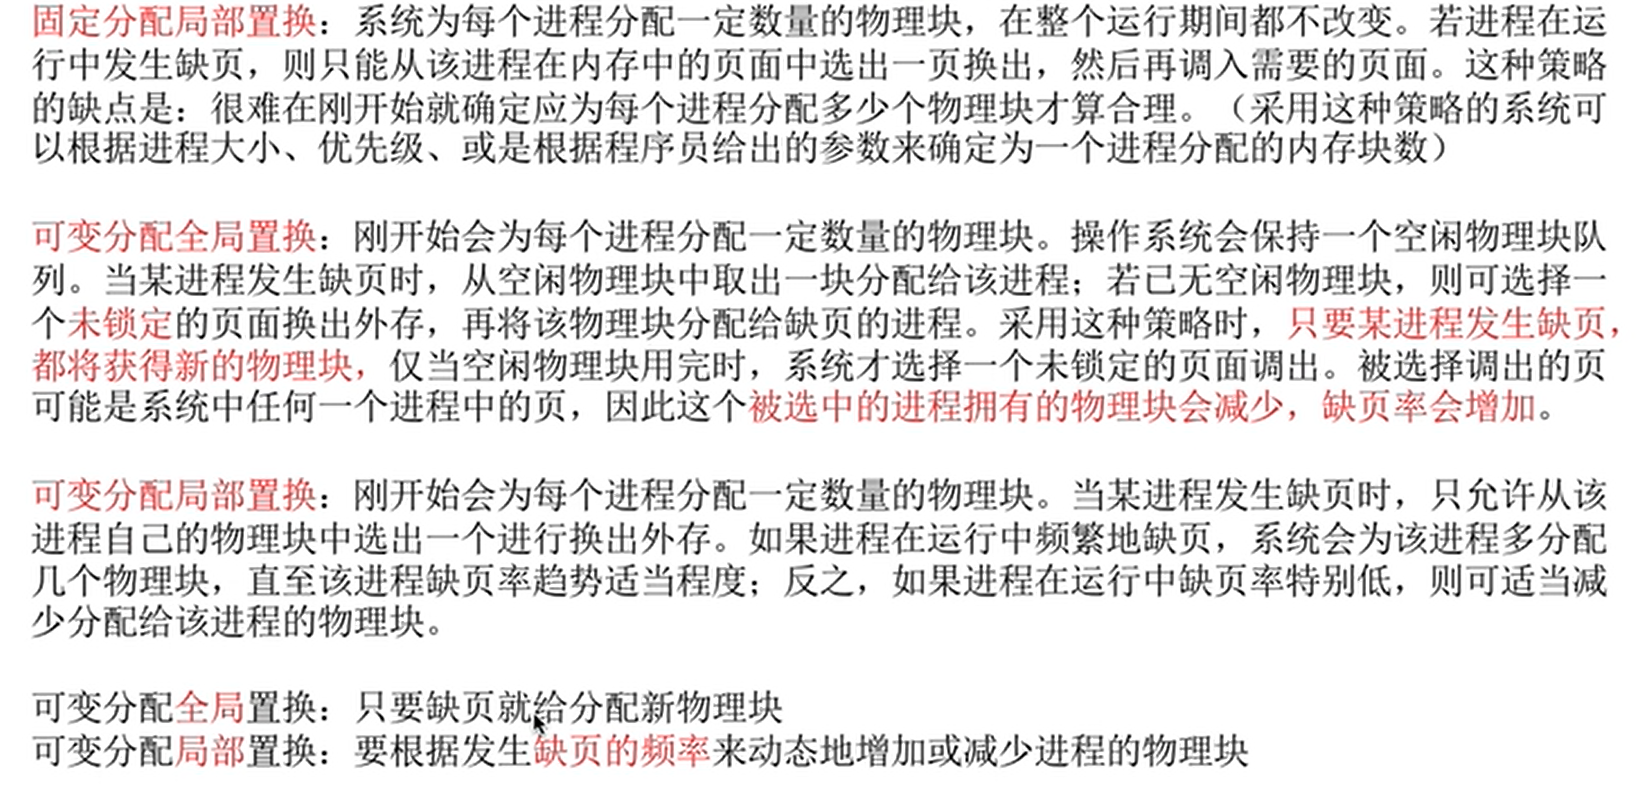 固定分配局部置换：系统为每个进程分配一定数量的物理块，在整个运行期间都不改变。若进程在运
行中发生缺页，则只能从该进程在内存中的页面中选出一页换出，然后再调入需要的页面。这种策略
的缺点是：很难在刚开始就确定应为每个进程分配多少个物理块才算合理。（采用这种策略的系统可
以根据进程大小、优先级、或是根据程序员给出的参数来确定为一个进程分配的内存块数）
可变分配全局置换：刚开始会为每个进程分配一定数量的物理块。操作系统会保持一个空闲物理块队
列。当某进程发生缺页时，从空闲物理块中取出一块分配给该进程；若已无空闲物理块，则可选择一
个未锁定的页面换出外存，再将该物理块分配给缺页的进程。采用这种策略时，只要某进程发生缺页，
都将获得新的物理块，仅当空闲物理块用完时，系统才选择一个未锁定的页面调出。被选择调出的页
可能是系统中任何一个进程中的页，因此这个被选中的进程拥有的物理块会减少，缺页率会增加。
可变分配局部置换：刚开始会为每个进程分配一定数量的物理块。当某进程发生缺页时，只允许从该
进程自己的物理块中选出一个进行换出外存。如果进程在运行中频繁地缺页，系统会为该进程多分配
几个物理块，直至该进程缺页率趋势适当程度；反之，如果进程在运行中缺页率特别低，则可适当减
少分配给该进程的物理块。
可变分配全局置换：只要缺页就给分配新物理块
可变分配局部置换：要根据发生缺页的频率来动态地增加或减少进程的物理块